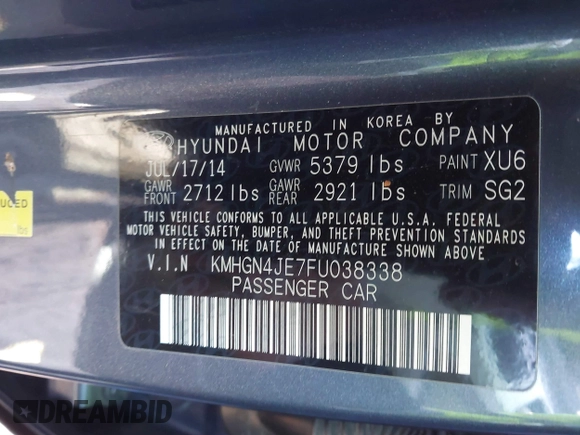 MANUFACTURED IN KOREA BY
HYUNDAI MOTOR COMPANY
JUL/17/14 GVWR 5379 lbs PAINT XU6
GAWR FRONT 2712 lbs GAWR REAR 2921 lbs TRIM SG2
THIS VEHICLE CONFORMS TO ALL APPLICABLE U.S.A. FEDERAL
MOTOR VEHICLE SAFETY, BUMPER, AND THEFT PREVENTION STANDARDS
IN EFFECT ON THE DATE OF MANUFACTURE SHOWN ABOVE
V.I.N KMHGN4JE7FU038338
PASSENGER CAR
UCED
lbs
DREAMBID